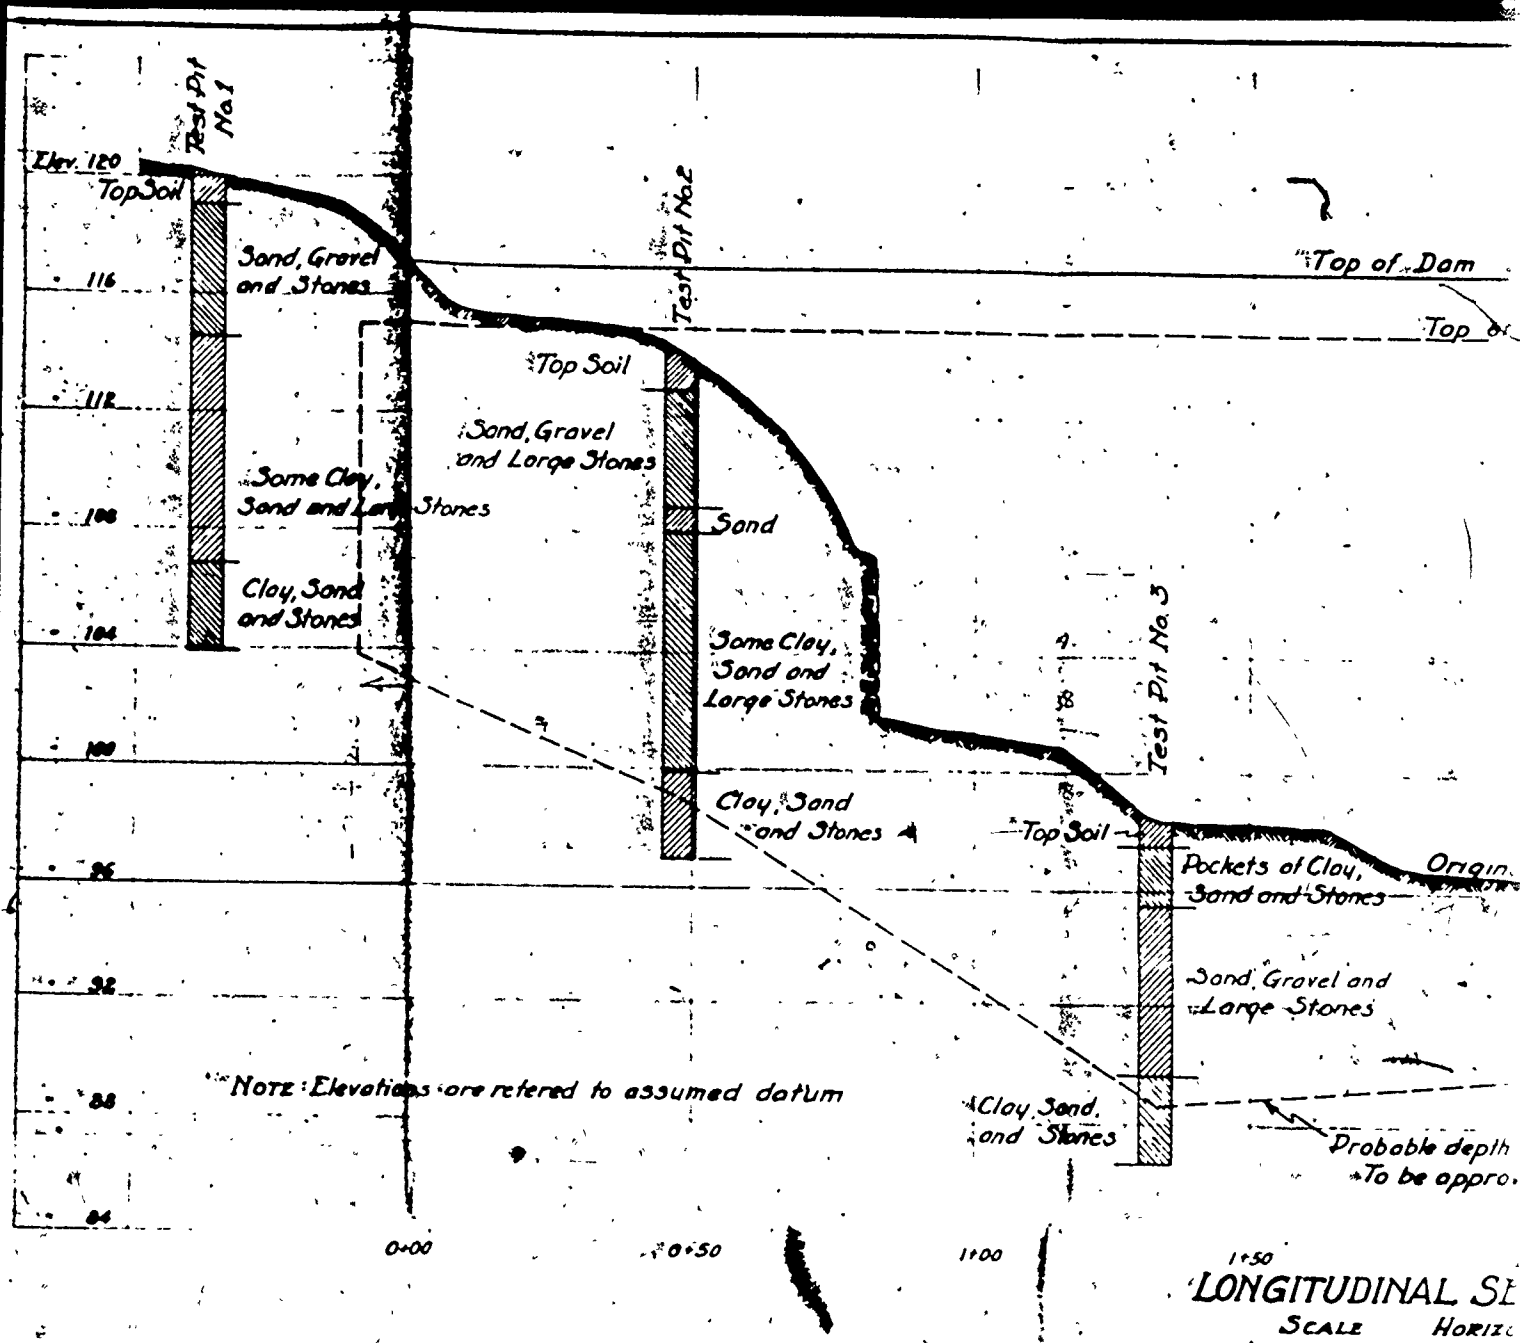 Test Pit
No.1
Elev. 120
Top Soil
Test Pit No.2
Sand, Gravel
and Stones
116
Top of Dam
Top
Top Soil
112
Sand, Gravel
and Large Stones
Some Clay,
Sand and Large Stones
108
Sand
Clay, Sand
and Stones
104
Some Clay,
Sand and
Large Stones
Test Pit No. 3
100
Clay, Sand
and Stones
Top Soil
96
Pockets of Clay,
Sand and Stones
Origin
92
Sand, Gravel and
Large Stones
NOTE: Elevations are refered to assumed datum
88
Clay, Sand,
and Stones
Probable depth
To be appro
84
0+00
0+50
1+00
1+50
LONGITUDINAL SE
SCALE HORIZ